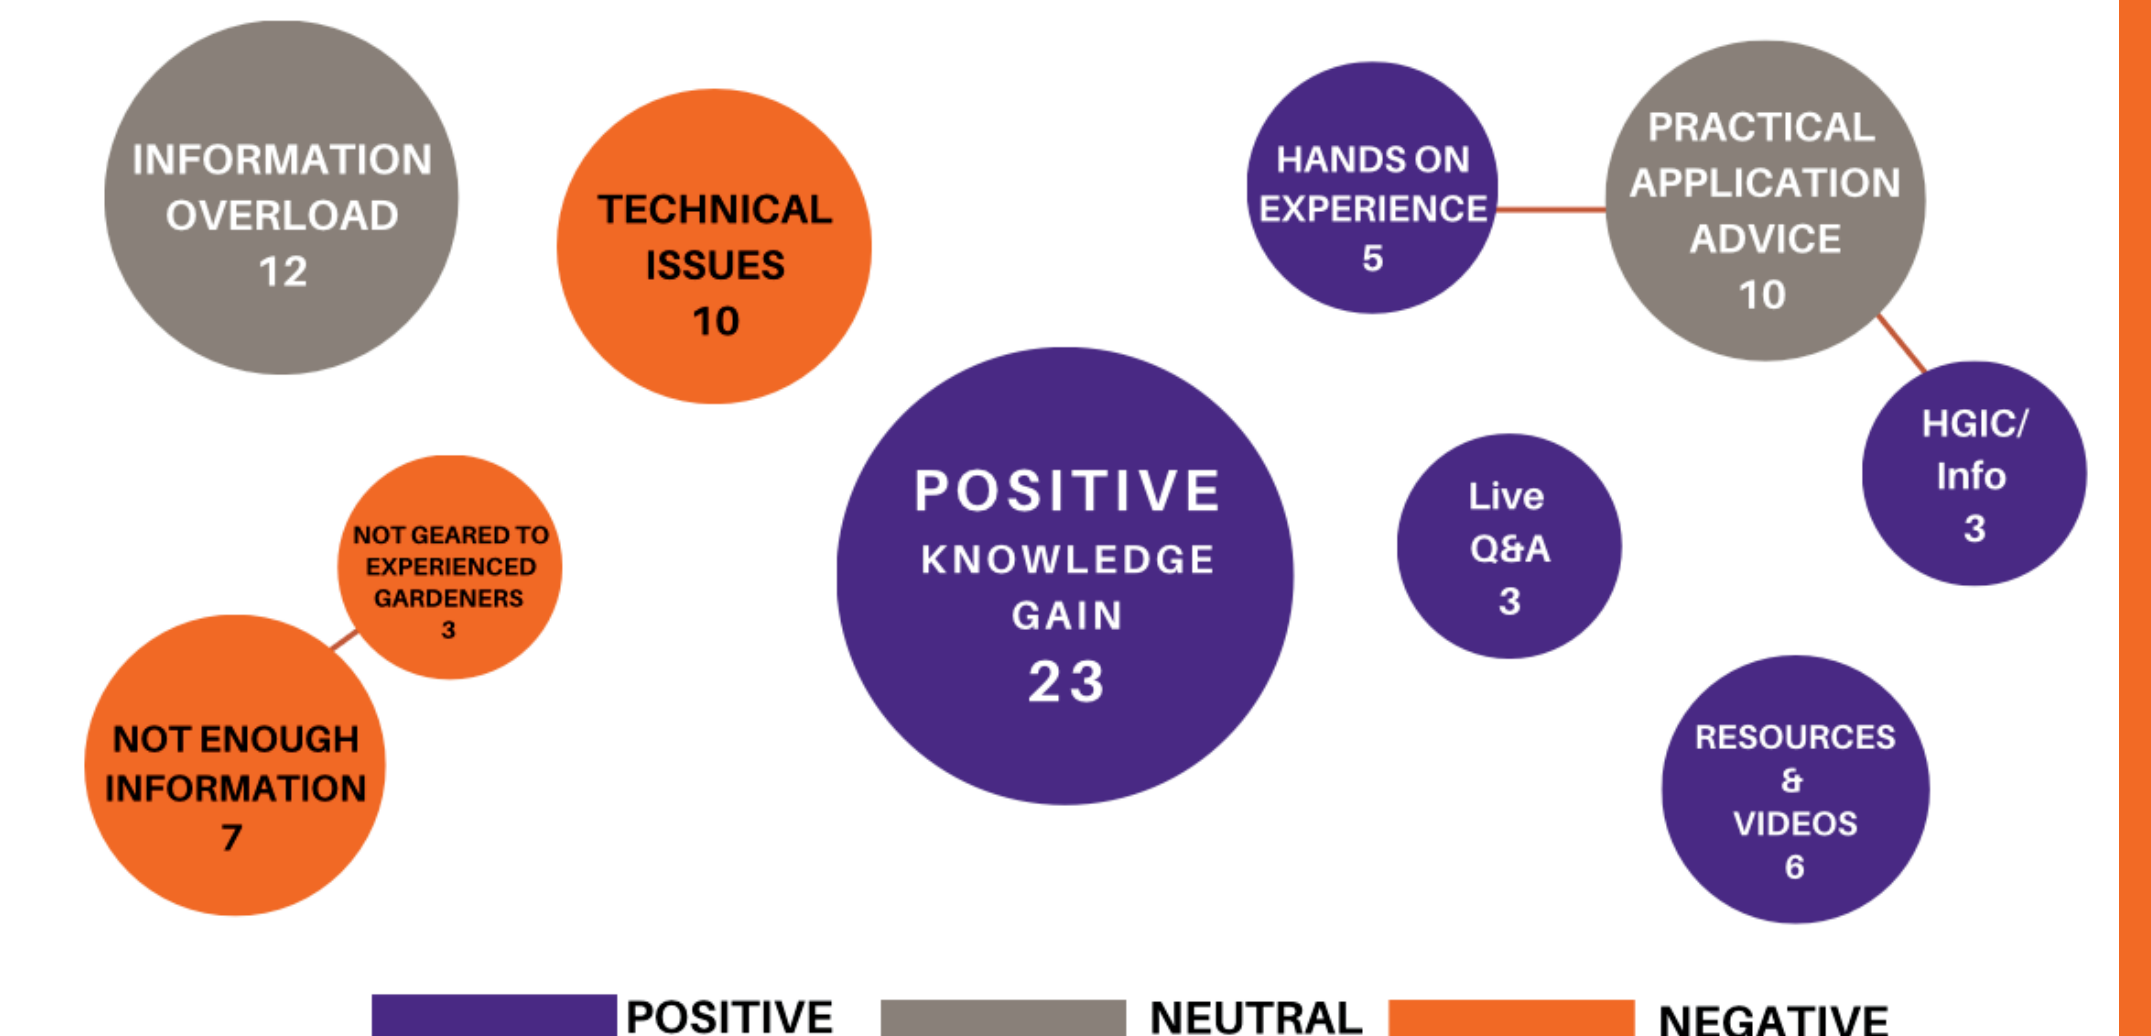 INFORMATION
OVERLOAD
12
TECHNICAL
ISSUES
10
HANDS ON
EXPERIENCE
5
PRACTICAL
APPLICATION
ADVICE
10
HGIC/
Info
3
POSITIVE
KNOWLEDGE
GAIN
23
Live
Q&A
3
NOT GEARED TO
EXPERIENCED
GARDENERS
3
NOT ENOUGH
INFORMATION
7
RESOURCES
&
VIDEOS
6
POSITIVE
NEUTRAL
NEGATIVE